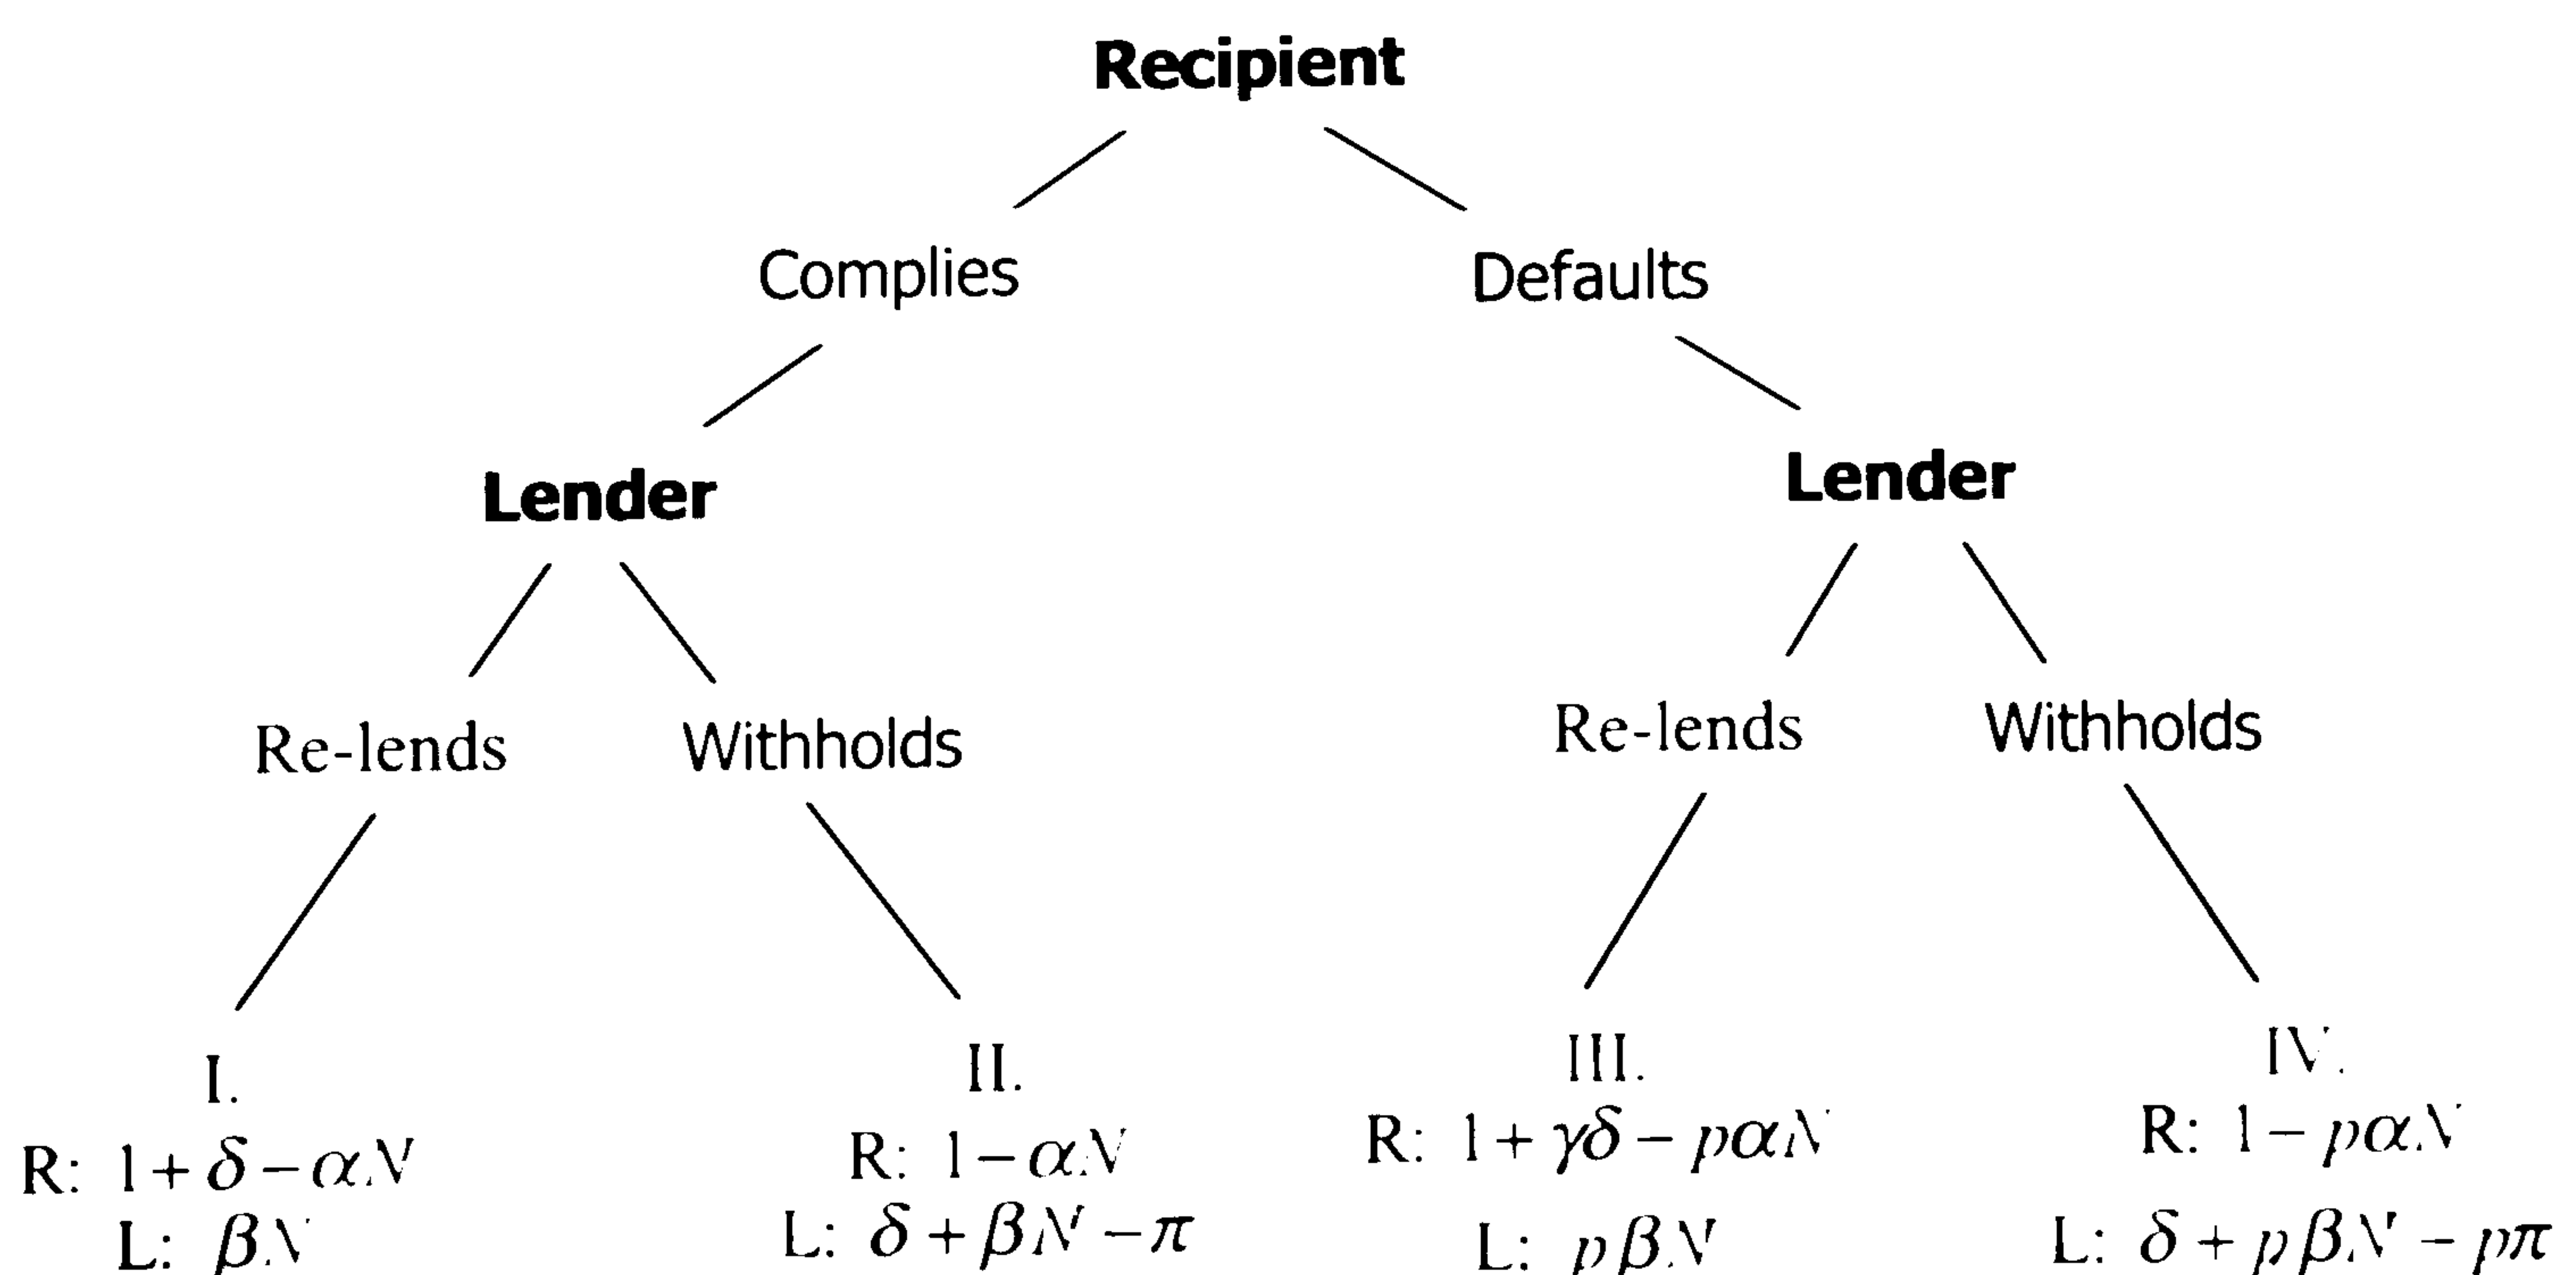 Recipient
Complies
Defaults
Lender
Lender
Re-lends
Withholds
Re-lends
Withholds
I.
R: 1 + δ − αN
L: βN
II.
R: 1 − αN
L: δ + βN − π
III.
R: 1 + γδ − pαN
L: pβN
IV.
R: 1 − pαN
L: δ + pβN − pπ